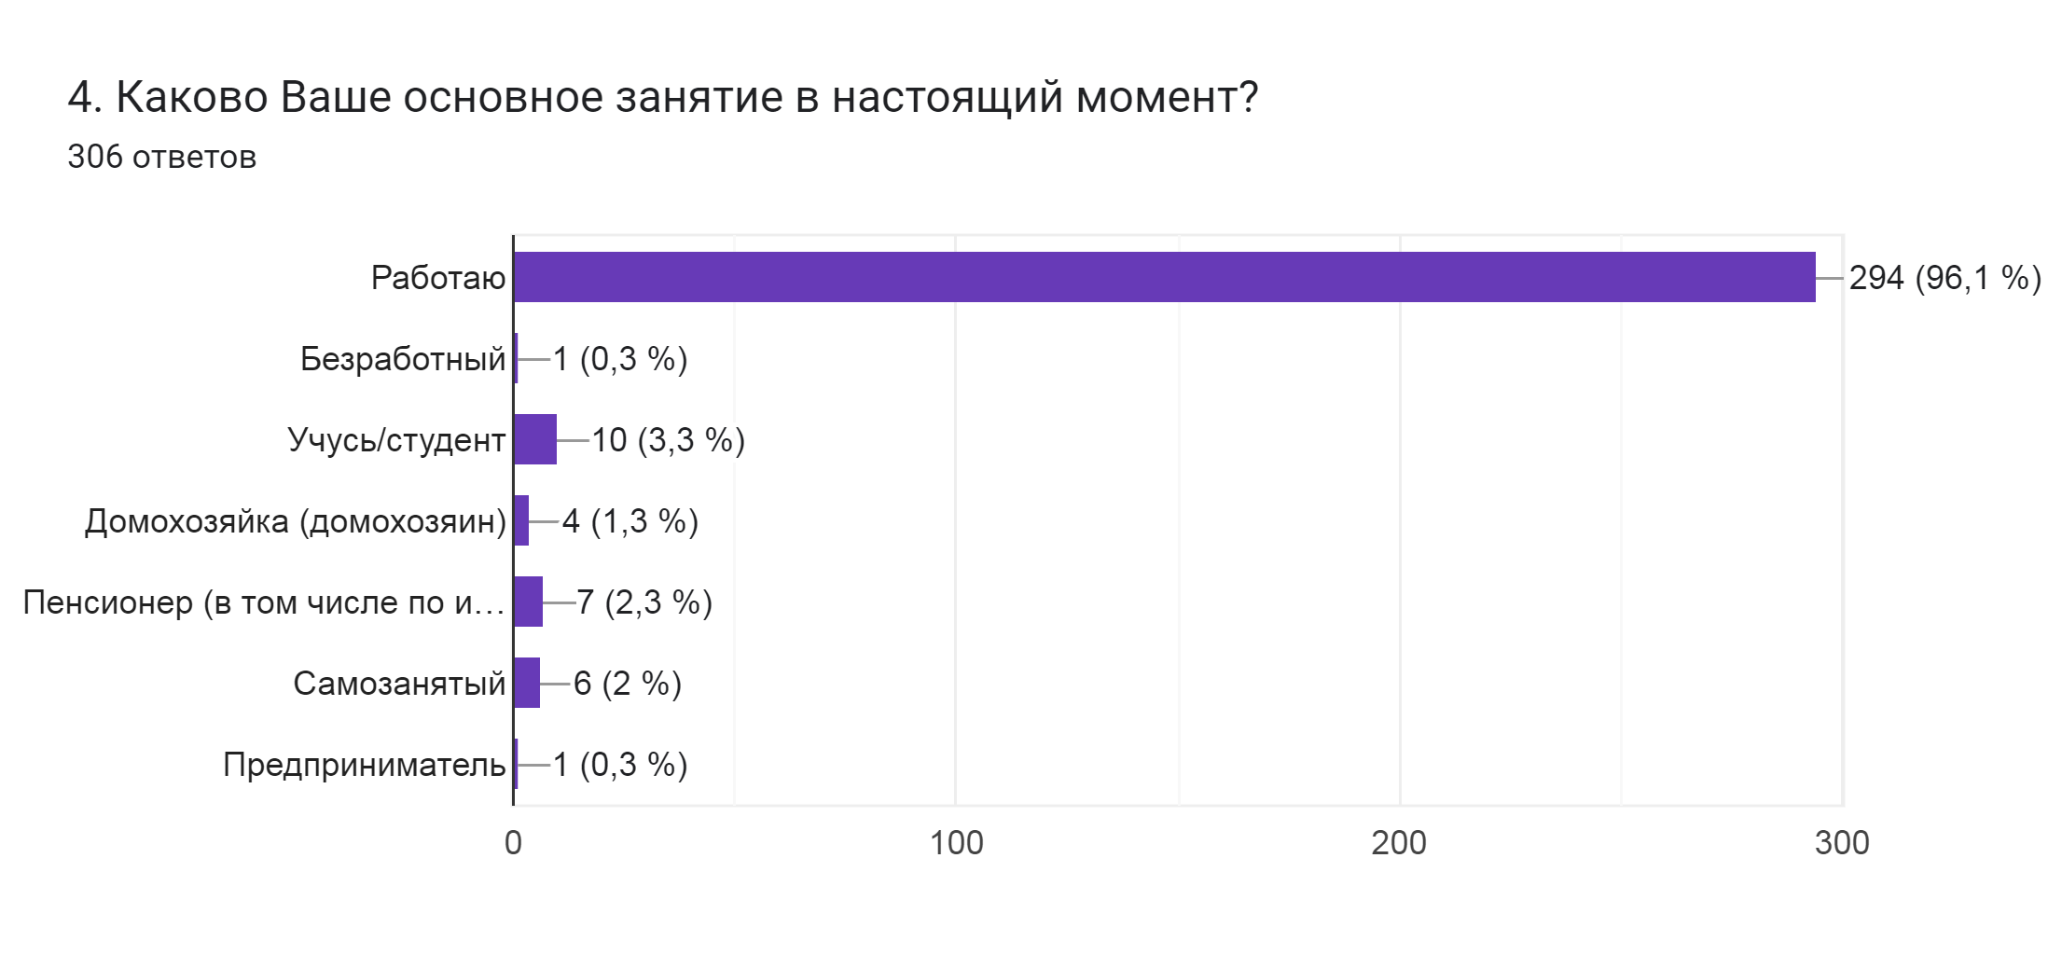 4. Каково Ваше основное занятие в настоящий момент?
306 ответов
Работаю 294 (96,1 %)
Безработный 1 (0,3 %)
Учусь/студент 10 (3,3 %)
Домохозяйка (домохозяин) 4 (1,3 %)
Пенсионер (в том числе по и… 7 (2,3 %)
Самозанятый 6 (2 %)
Предприниматель 1 (0,3 %)
0 100 200 300